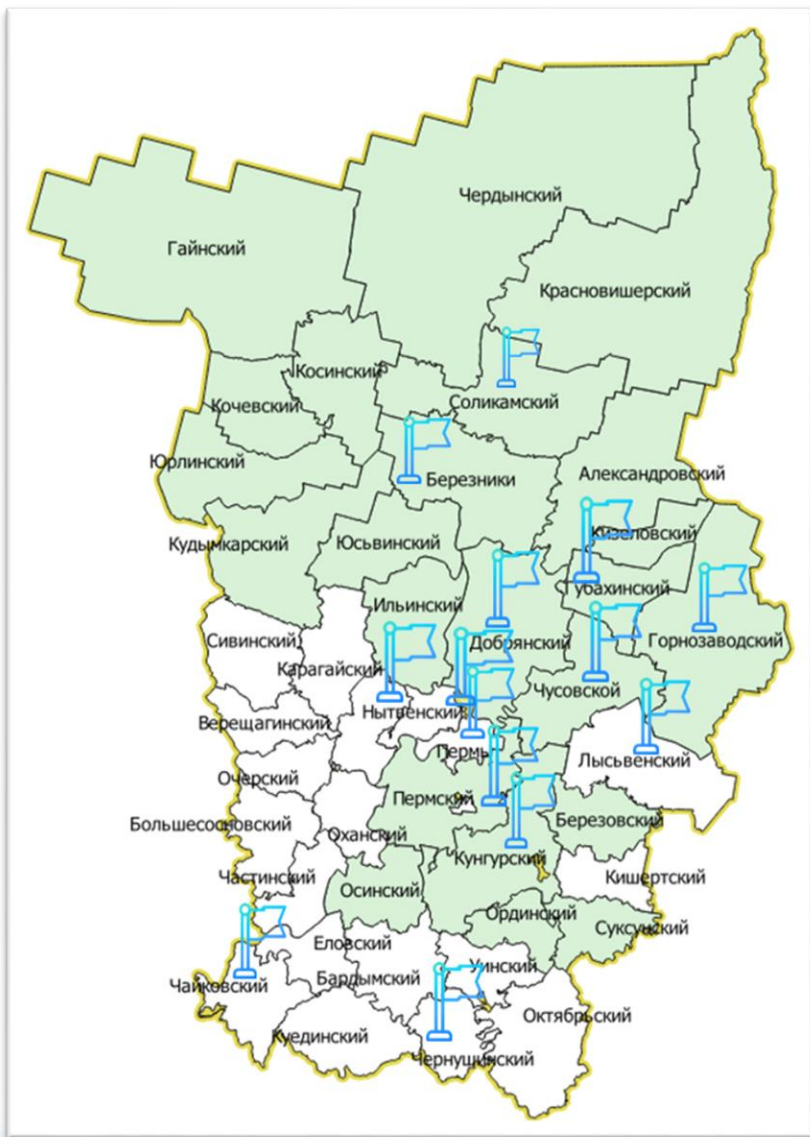 Чердынский
Гайнский
Красновишерский
Косинский
Соликамский
Кочевский
Юрлинский
Березники
Александровский
Кизеловский
Кудымкарский
Юсьвинский
Губахинский
Ильинский
Сивинский
Добрянский
Горнозаводский
Карагайский
Чусовской
Нытвенский
Верещагинский
Пермь
Лысьвенский
Очерский
Пермский
Большесосновский
Оханский
Березовский
Кунгурский
Частинский
Кишертский
Осинский
Ординский
Суксунский
Еловский
Уинский
Бардымский
Чайковский
Октябрьский
Куединский
Чернушинский